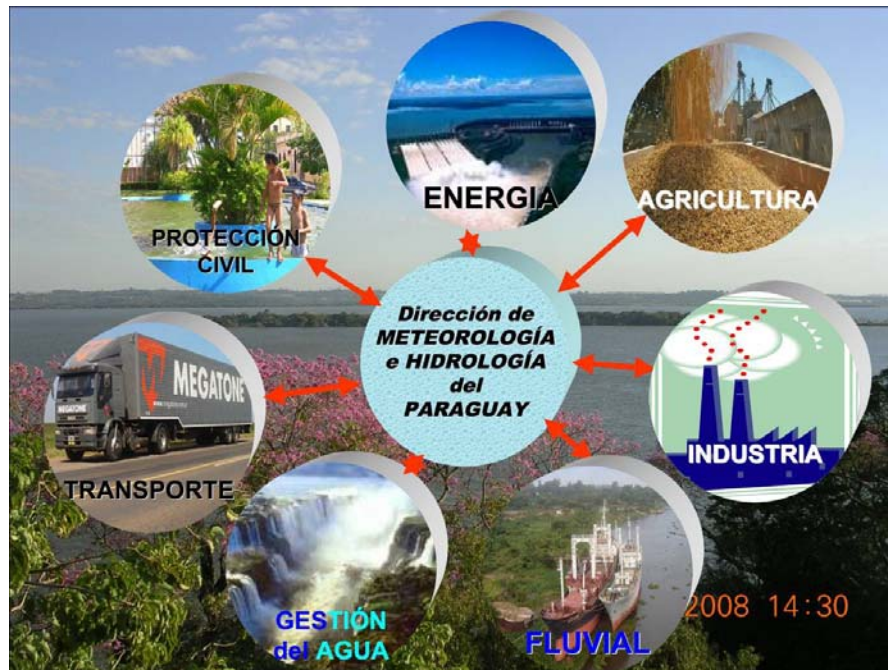 ENERGIA
AGRICULTURA
PROTECCIÓN
CIVIL
Dirección de
METEOROLOGÍA
e HIDROLOGÍA
del
PARAGUAY
MEGATONE
MEGATONE
TRANSPORTE
INDUSTRIA
GESTIÓN
del AGUA
FLUVIAL
2008 14:30